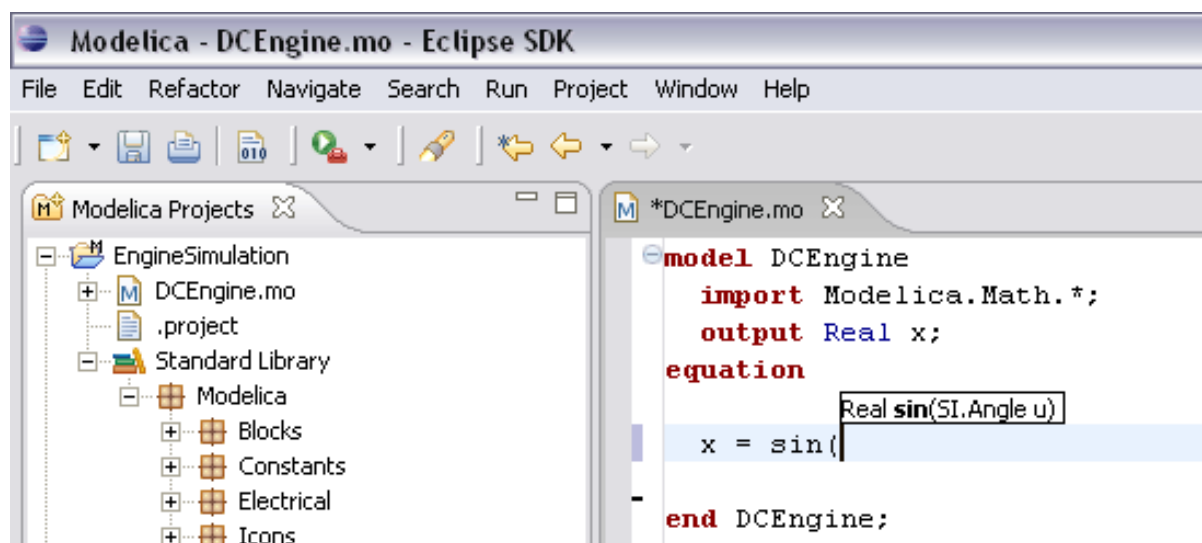 Modelica - DCEngine.mo - Eclipse SDK
File Edit Refactor Navigate Search Run Project Window Help
010
Modelica Projects
EngineSimulation
DCEngine.mo
.project
Standard Library
Modelica
Blocks
Constants
Electrical
Icons
*DCEngine.mo
model DCEngine
import Modelica.Math.*;
output Real x;
equation
Real sin(SI.Angle u)
x = sin(
end DCEngine;